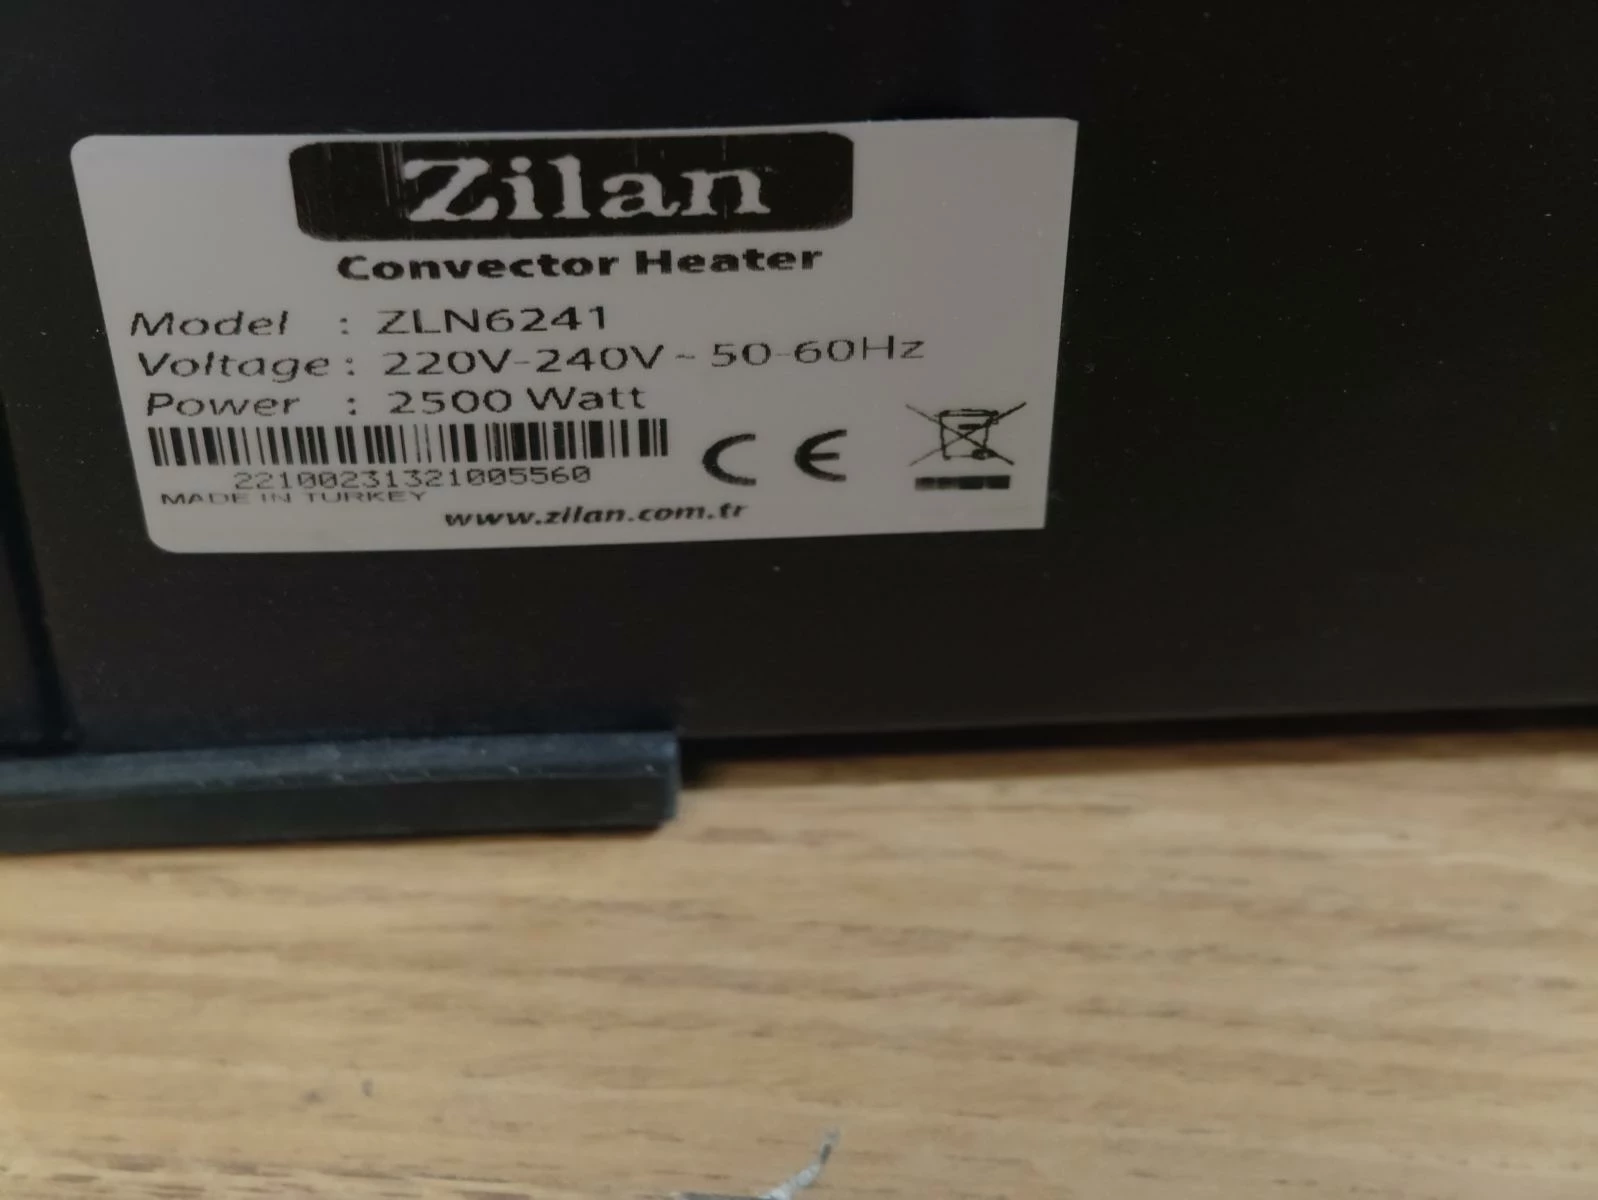 Zilan
Convector Heater
Model : ZLN6241
Voltage : 220V-240V ~ 50-60Hz
Power : 2500 Watt
22100231321005560
CE
MADE IN TURKEY
www.zilan.com.tr